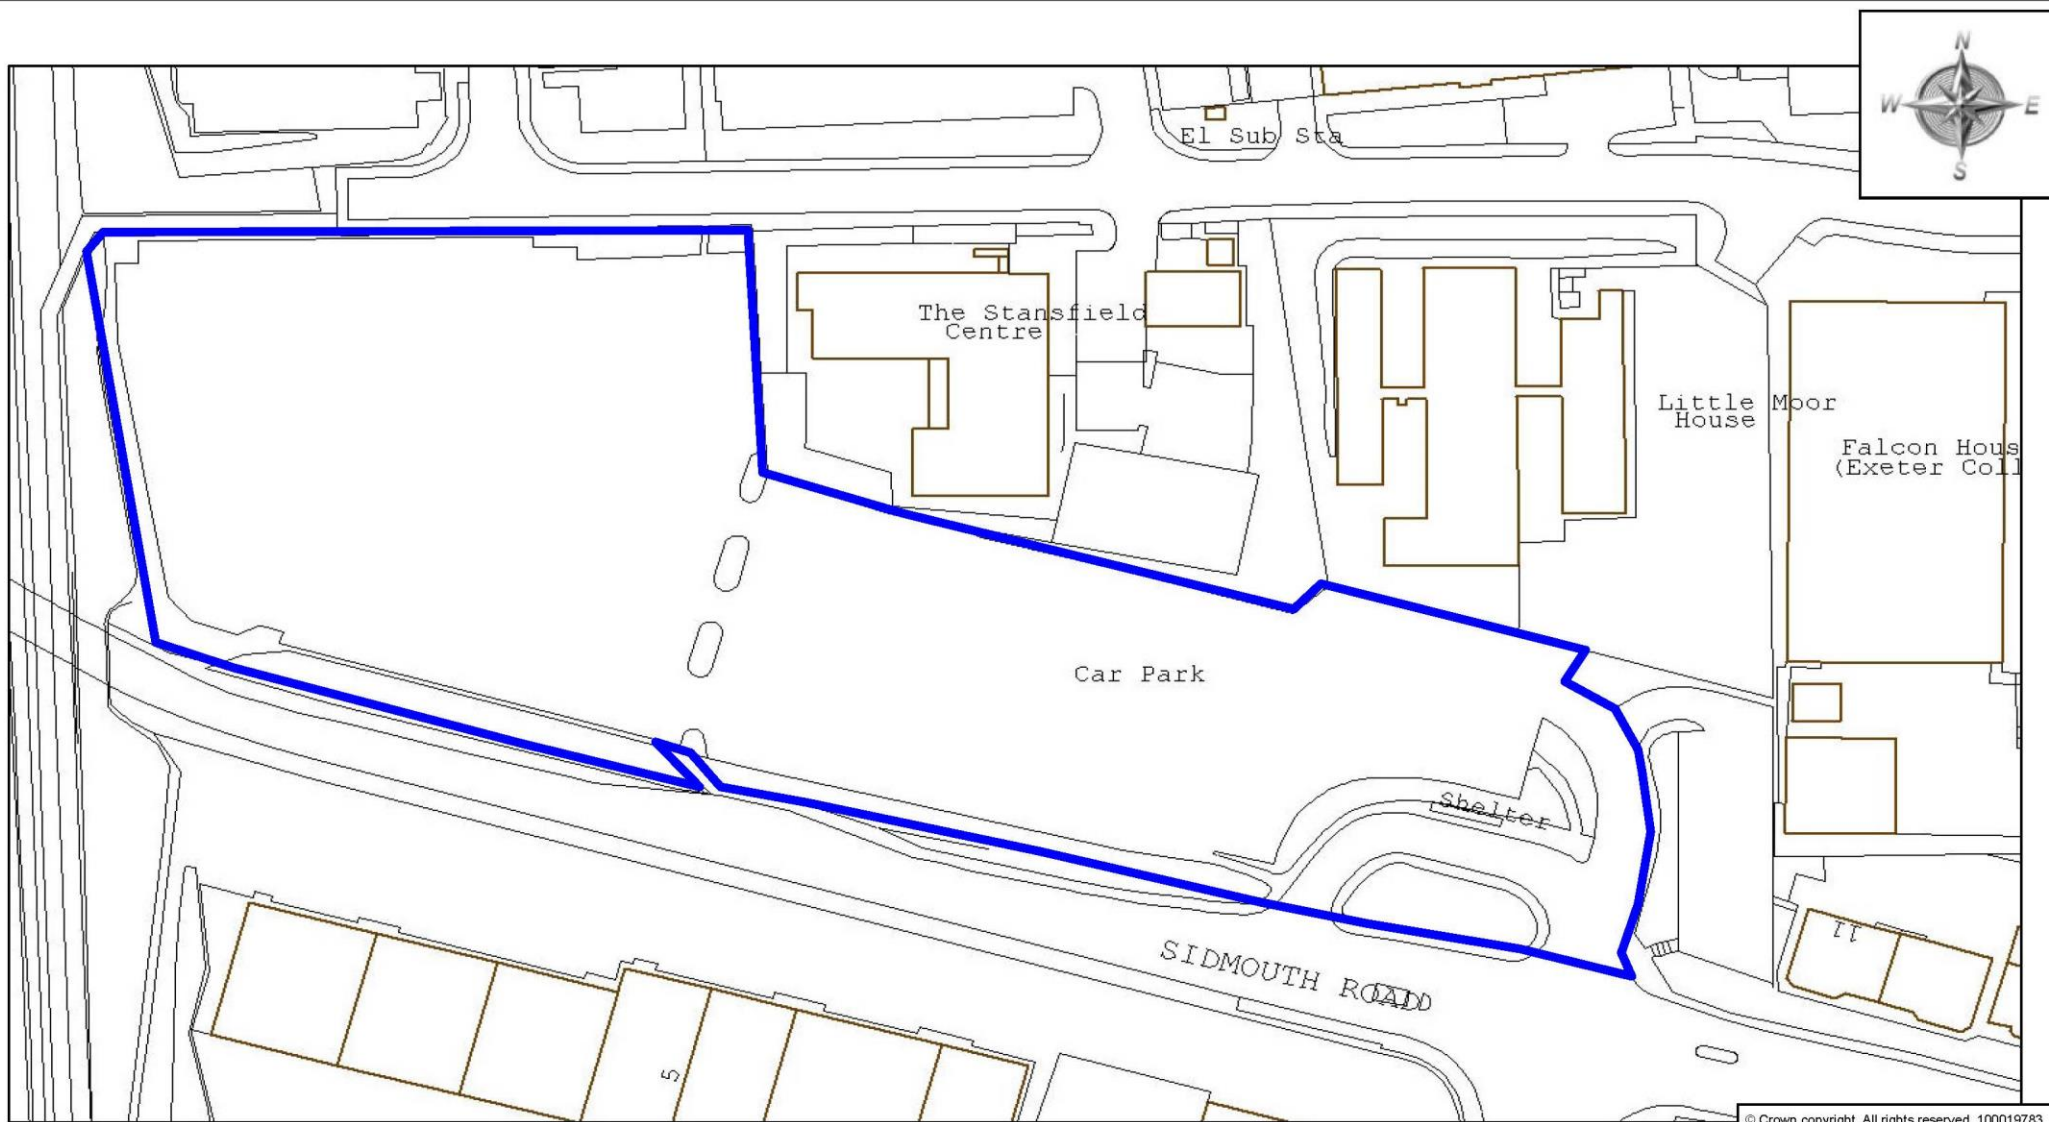 N
W E
S
El Sub Sta
The Stansfield
Centre
Little Moor
House
Falcon Hous
(Exeter Coll
Car Park
Shelter
11
SIDMOUTH ROAD
5
© Crown copyright. All rights reserved. 100019783